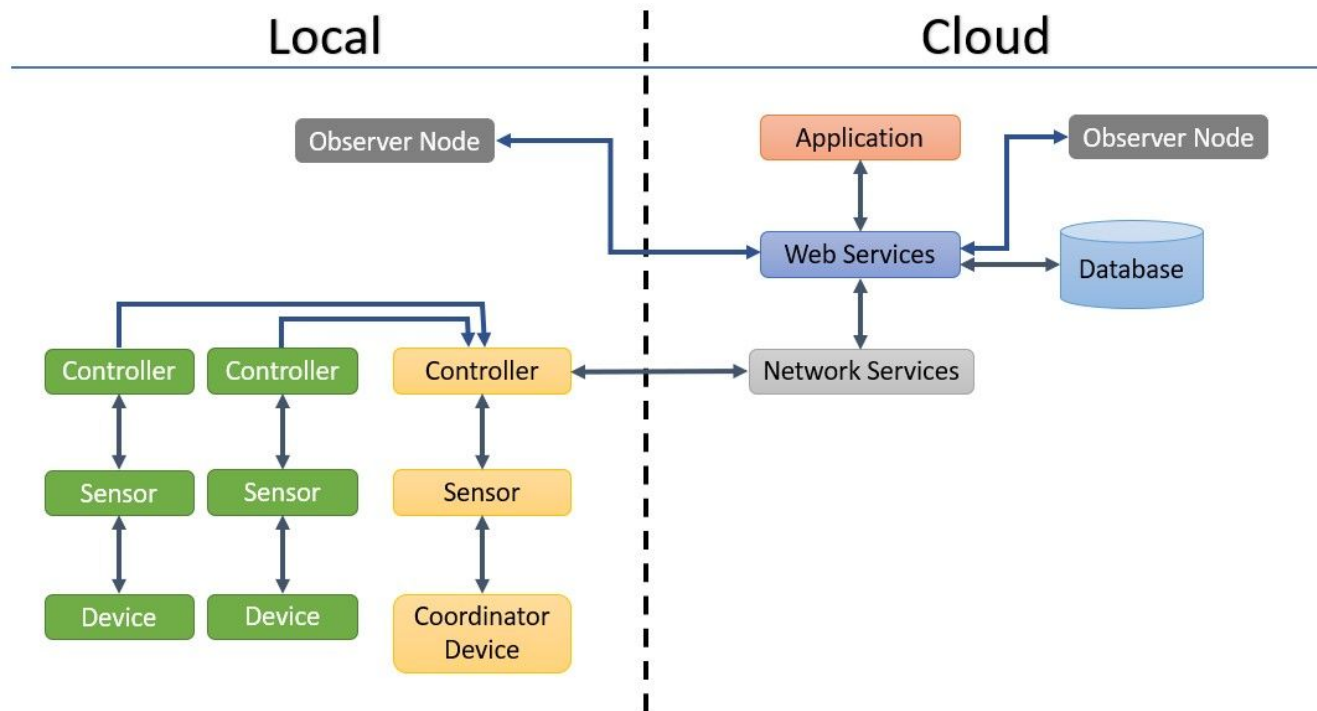 Local
Cloud
Observer Node
Application
Observer Node
Web Services
Database
Controller
Controller
Controller
Network Services
Sensor
Sensor
Sensor
Device
Device
Coordinator
Device